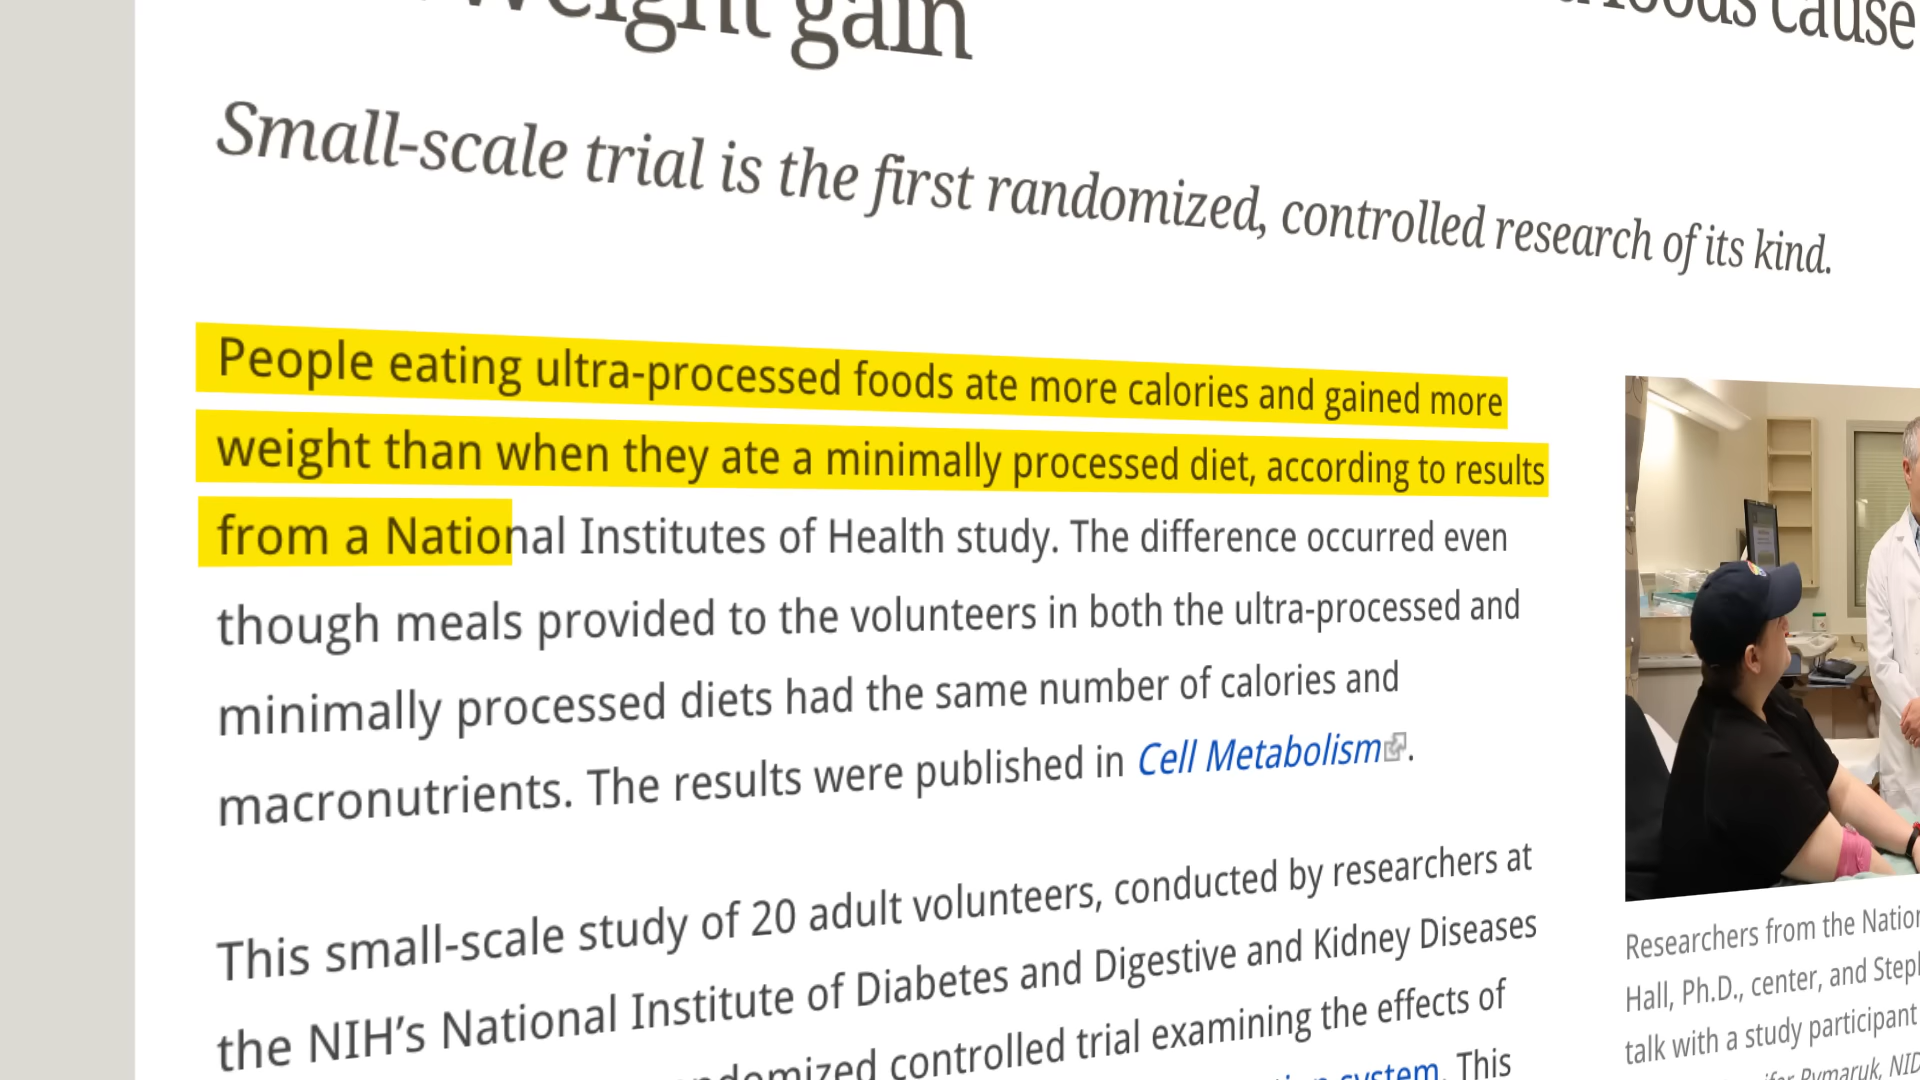 weight gain
foods cause
Small-scale trial is the first randomized, controlled research of its kind.
People eating ultra-processed foods ate more calories and gained more
weight than when they ate a minimally processed diet, according to results
from a National Institutes of Health study. The difference occurred even
though meals provided to the volunteers in both the ultra-processed and
minimally processed diets had the same number of calories and
macronutrients. The results were published in Cell Metabolism.
This small-scale study of 20 adult volunteers, conducted by researchers at
the NIH’s National Institute of Diabetes and Digestive and Kidney Diseases
controlled trial examining the effects of
system. This
Researchers from the
Hall, Ph.D., center, and
talk with a study participant
Rymaruk,